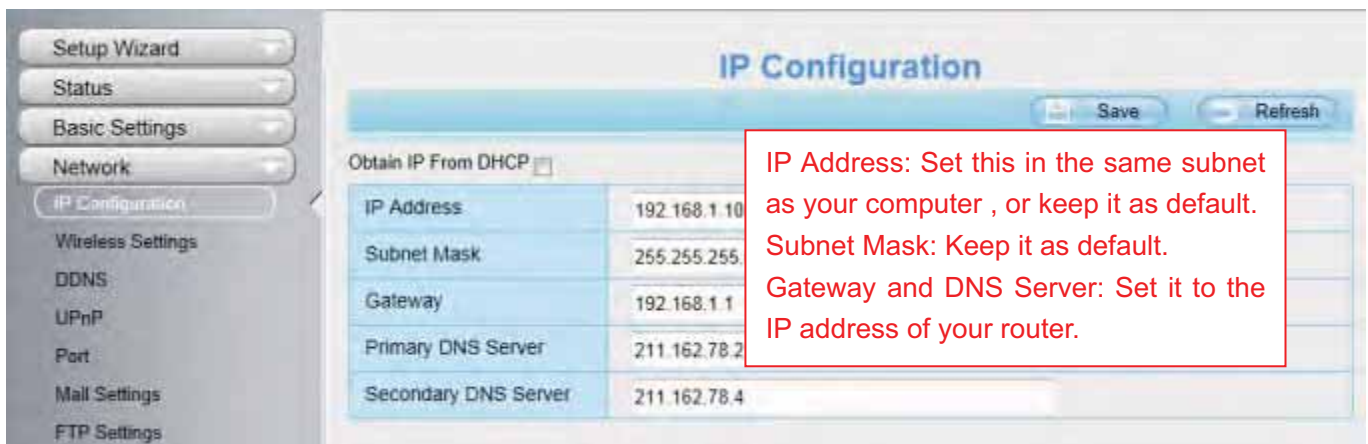 Setup Wizard
Status
Basic Settings
Network
IP Configuration
Wireless Settings
DDNS
UPnP
Port
Mail Settings
FTP Settings
IP Configuration
Save Refresh
Obtain IP From DHCP
IP Address 192.168.1.10
Subnet Mask 255.255.255.
Gateway 192.168.1.1
Primary DNS Server 211.162.78.2
Secondary DNS Server 211.162.78.4
IP Address: Set this in the same subnet
as your computer , or keep it as default.
Subnet Mask: Keep it as default.
Gateway and DNS Server: Set it to the
IP address of your router.